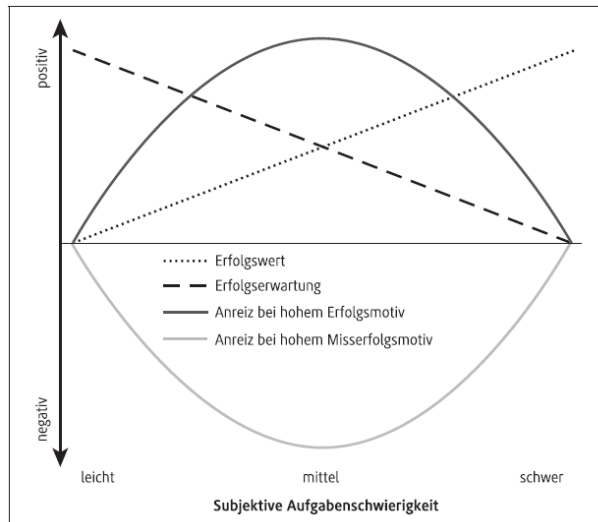 positiv
Erfolgswert
Erfolgserwartung
Anreiz bei hohem Erfolgsmotiv
Anreiz bei hohem Misserfolgsmotiv
negativ
leicht mittel schwer
Subjektive Aufgabenschwierigkeit